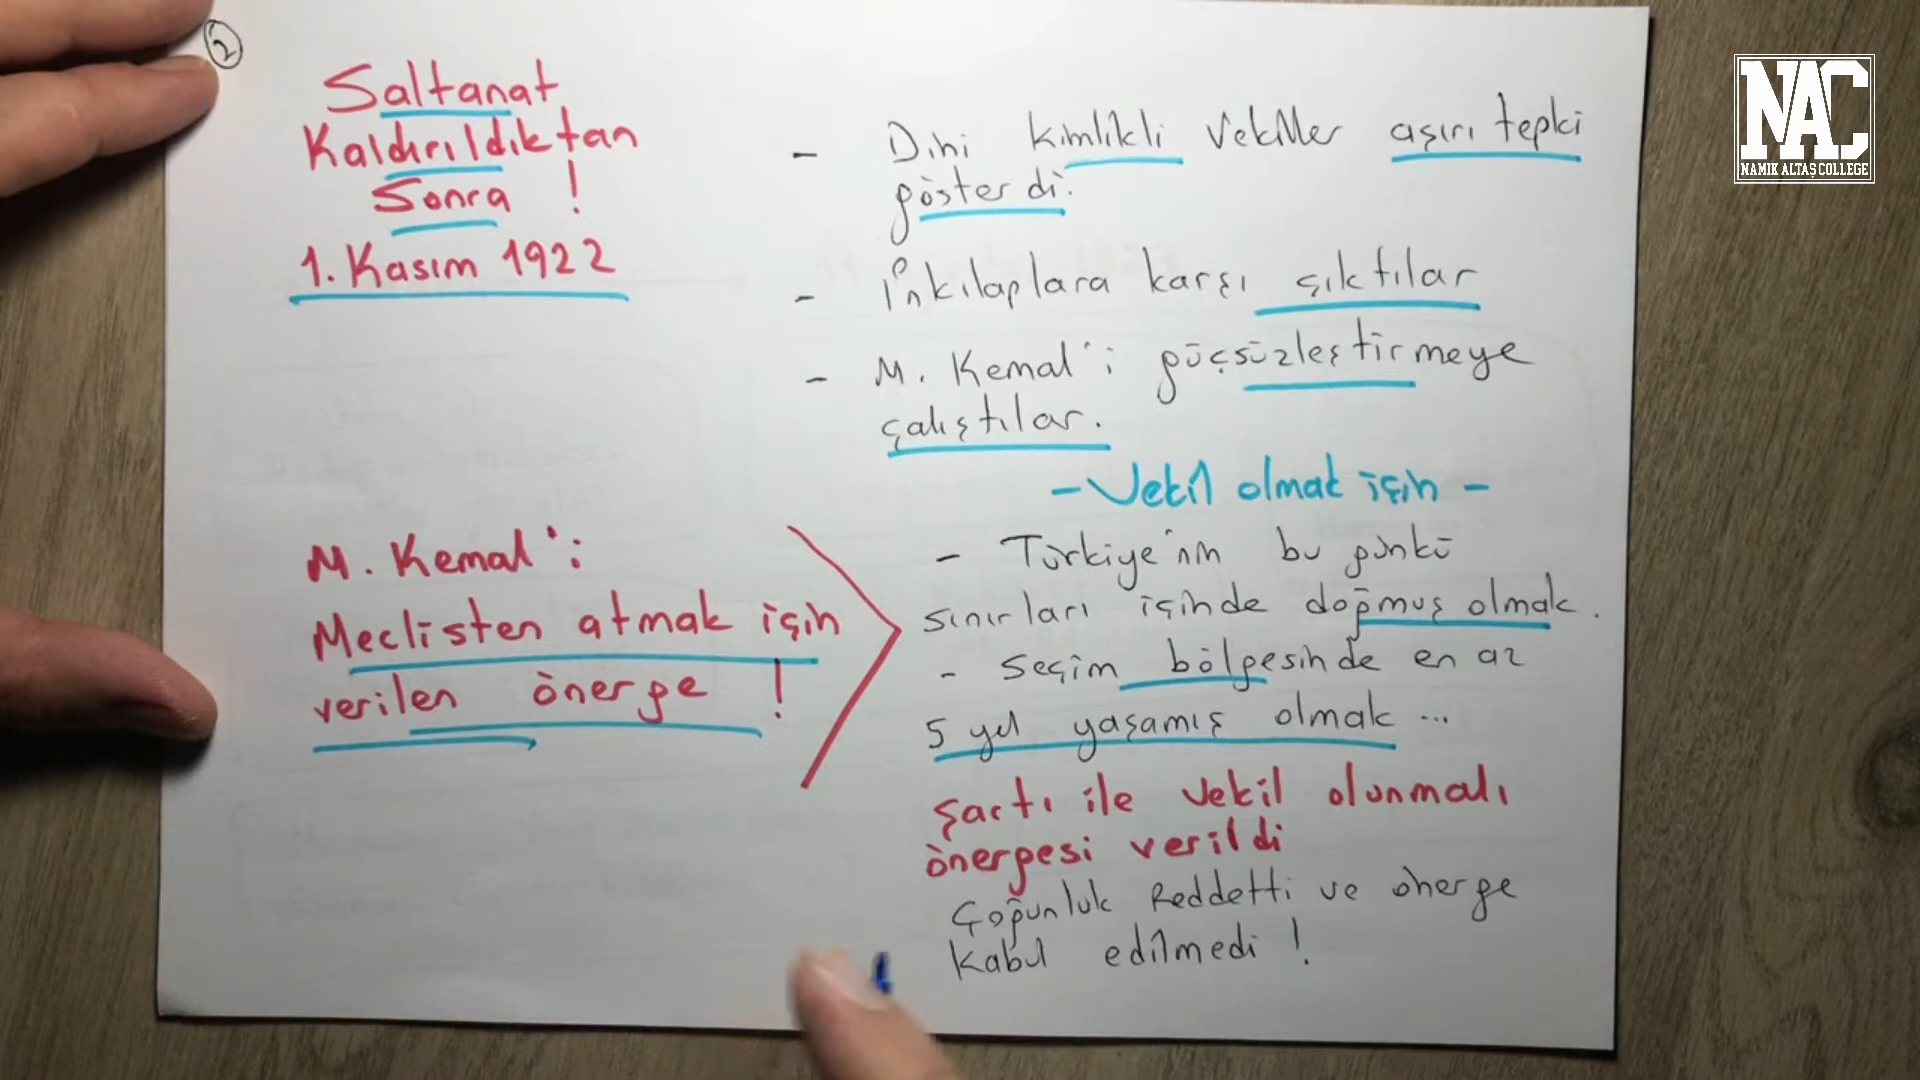 2
Saltanat
Kaldırıldıktan
Sonra !
1. Kasım 1922
- Dini kimlikli Vekiller aşırı tepki
gösterdi.
- İnkılaplara karşı çıktılar
- M. Kemal'i güçsüzleştirmeye
çalıştılar.
M. Kemal'i
Meclisten atmak için
verilen önerge !
- Vekil olmak için -
- Türkiye'nin bu günkü
sınırları içinde doğmuş olmak.
- Seçim bölgesinde en az
5 yıl yaşamış olmak ...
Şartı ile Vekil olunmalı
önergesi verildi
Çoğunluk Reddetti ve önerge
Kabul edilmedi !
NAC
NAMIK ALTAŞ COLLEGE